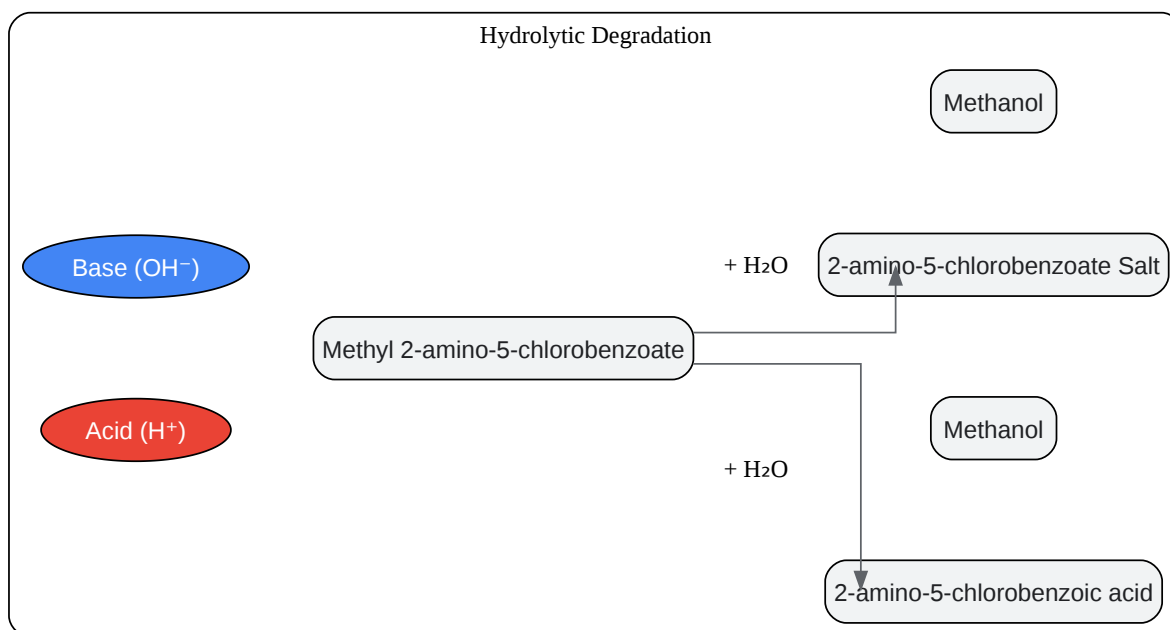 Hydrolytic Degradation
Methanol
Base (OH⁻)
+ H₂O
2-amino-5-chlorobenzoate Salt
Methyl 2-amino-5-chlorobenzoate
Acid (H⁺)
Methanol
+ H₂O
2-amino-5-chlorobenzoic acid